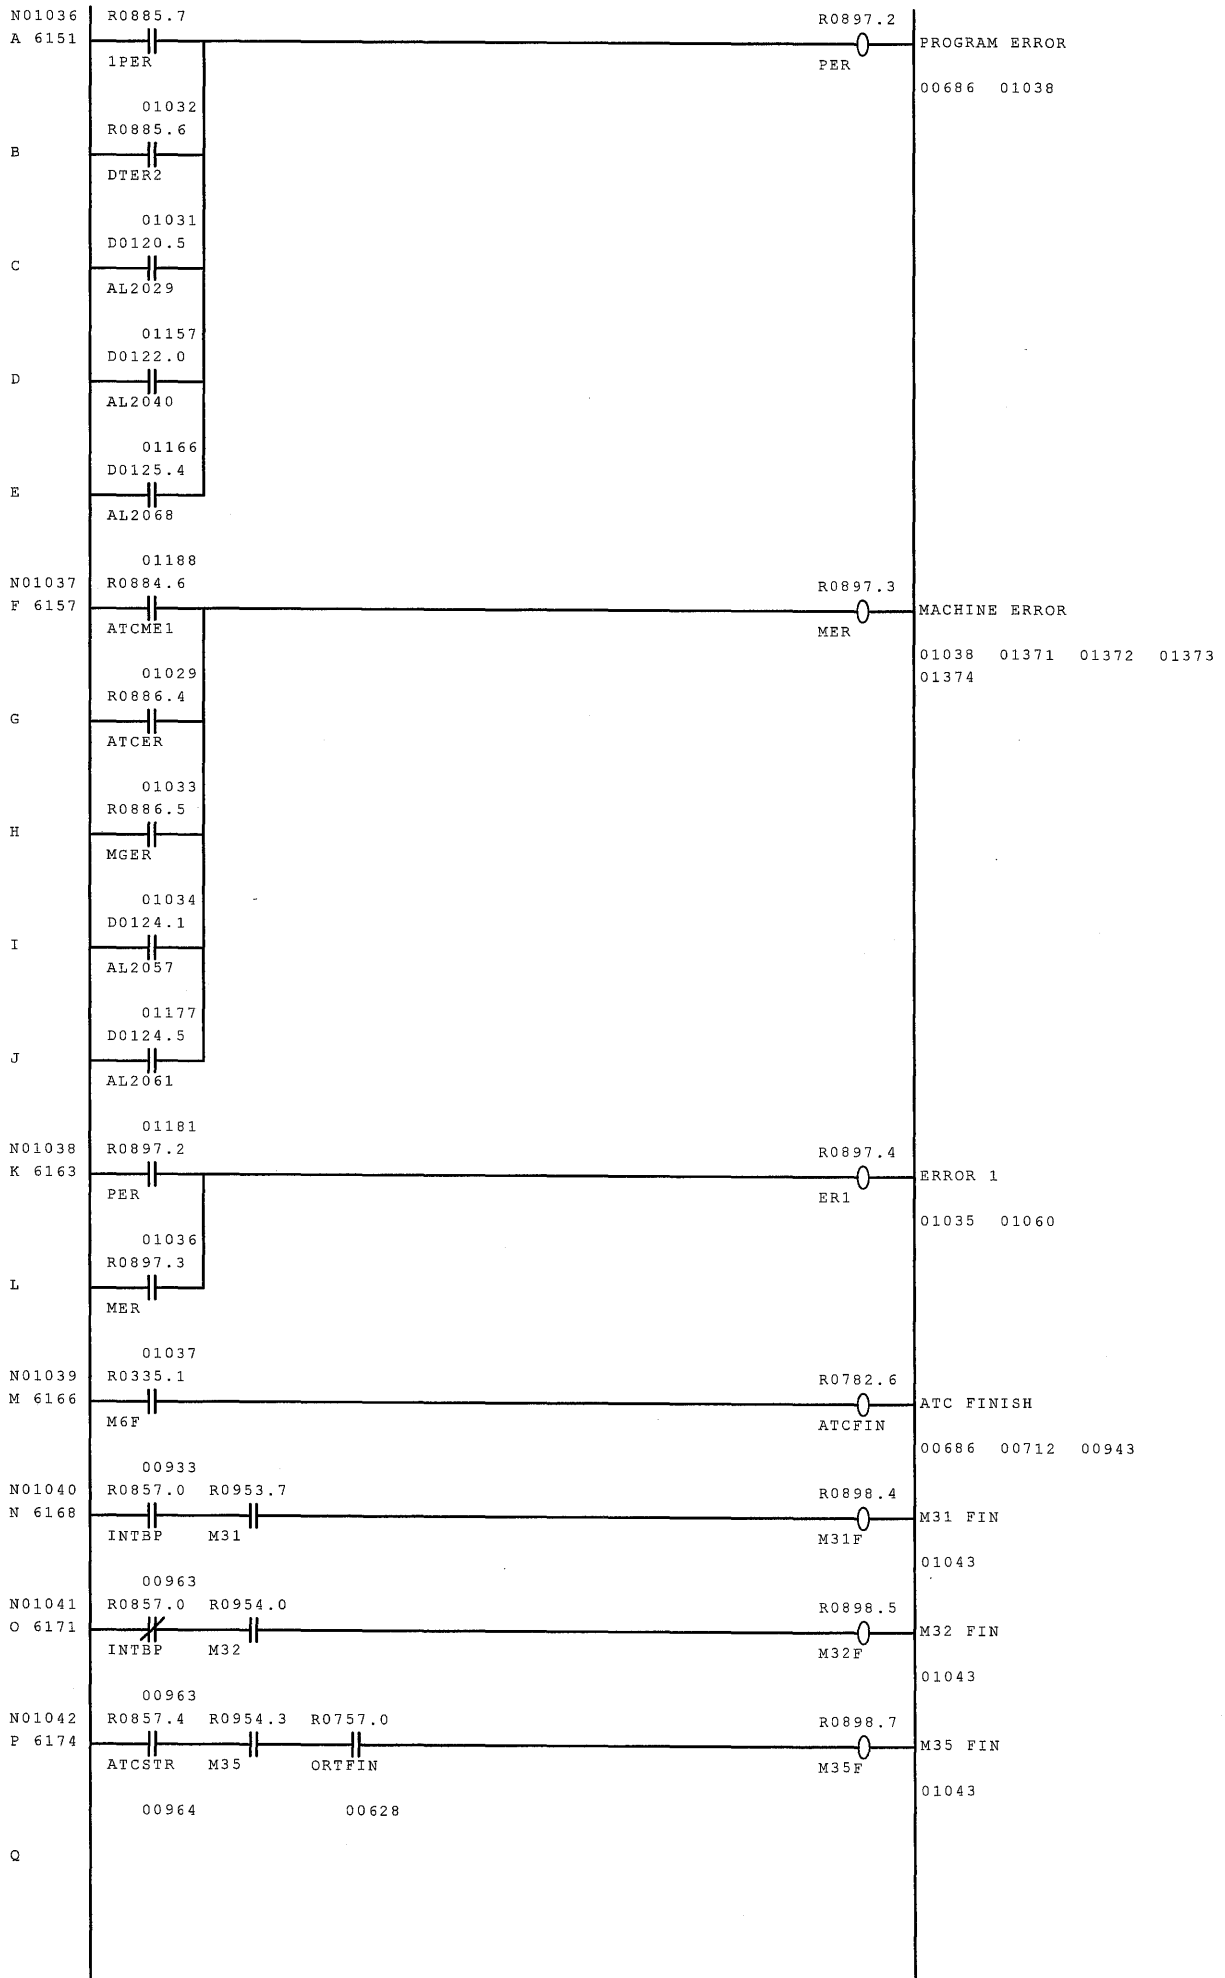 N01036 R0885.7 R0897.2
A 6151 PROGRAM ERROR
1PER PER
00686 01038
01032
R0885.6
B
DTER2
01031
D0120.5
C
AL2029
01157
D0122.0
D
AL2040
01166
D0125.4
E
AL2068
01188
N01037 R0884.6 R0897.3
F 6157 MACHINE ERROR
ATCME1 MER
01038 01371 01372 01373
01029 01374
R0886.4
G
ATCER
01033
R0886.5
H
MGER
01034
D0124.1
I
AL2057
01177
D0124.5
J
AL2061
01181
N01038 R0897.2 R0897.4
K 6163 ERROR 1
PER ER1
01035 01060
01036
R0897.3
L
MER
01037
N01039 R0335.1 R0782.6
M 6166 ATC FINISH
M6F ATCFIN
00686 00712 00943
00933
N01040 R0857.0 R0953.7 R0898.4
N 6168 M31 FIN
INTBP M31 M31F
01043
00963
N01041 R0857.0 R0954.0 R0898.5
O 6171 M32 FIN
INTBP M32 M32F
01043
00963
N01042 R0857.4 R0954.3 R0757.0 R0898.7
P 6174 M35 FIN
ATCSTR M35 ORTFIN M35F
01043
00964 00628
Q